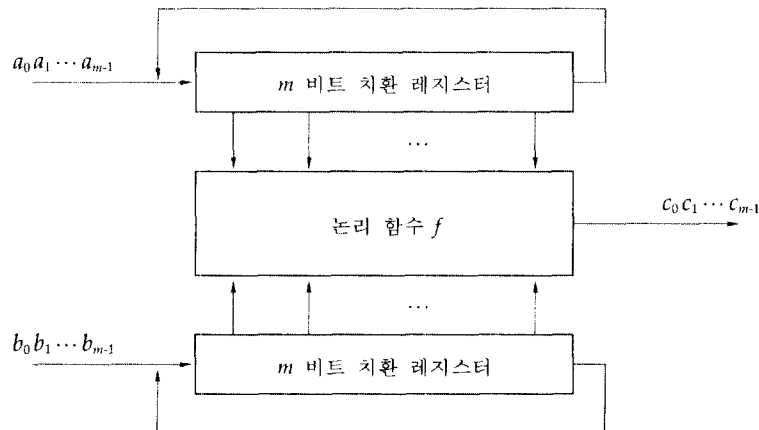 a₀a₁⋯aₘ₋₁
m 비트 치환 레지스터
⋯
논리 함수 f
c₀c₁⋯cₘ₋₁
⋯
b₀b₁⋯bₘ₋₁
m 비트 치환 레지스터